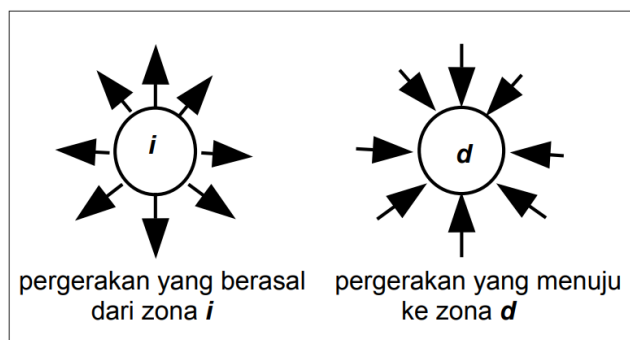 i
d
pergerakan yang berasal
dari zona i
pergerakan yang menuju
ke zona d